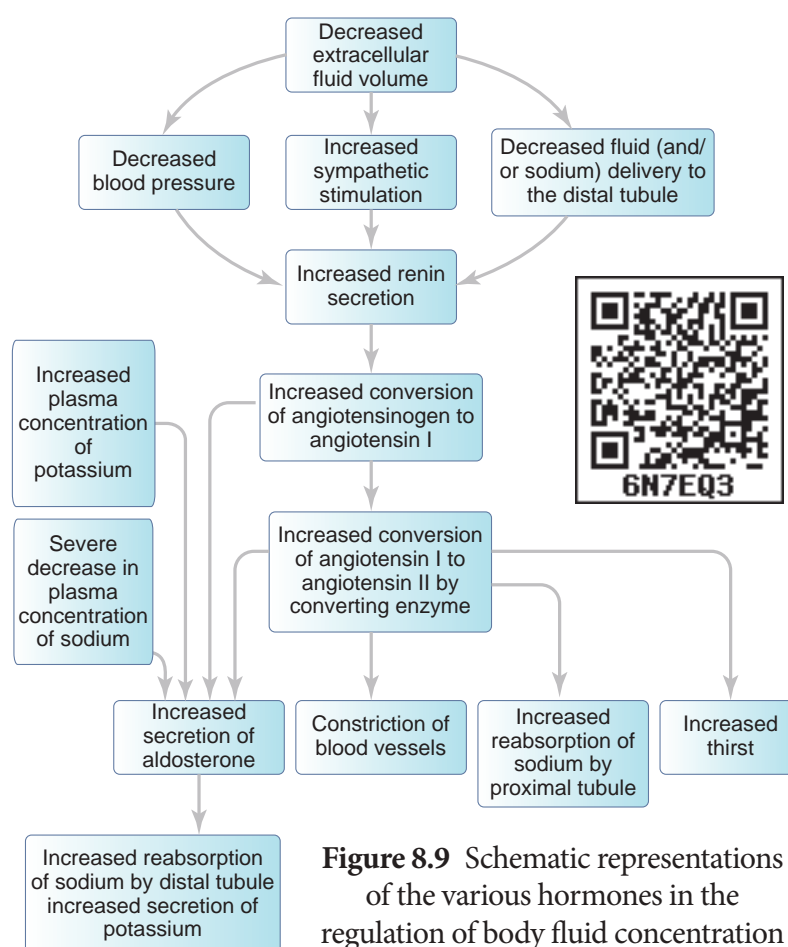 Decreased
extracellular
fluid volume
Decreased
blood pressure
Increased
sympathetic
stimulation
Decreased fluid (and/
or sodium) delivery to
the distal tubule
Increased renin
secretion
Increased
plasma
concentration
of
potassium
Increased conversion
of angiotensinogen to
angiotensin I
6N7EQ3
Severe
decrease in
plasma
concentration
of sodium
Increased conversion
of angiotensin I to
angiotensin II by
converting enzyme
Increased
secretion of
aldosterone
Constriction of
blood vessels
Increased
reabsorption of
sodium by
proximal tubule
Increased
thirst
Increased reabsorption
of sodium by distal tubule
increased secretion of
potassium
Figure 8.9 Schematic representations
of the various hormones in the
regulation of body fluid concentration